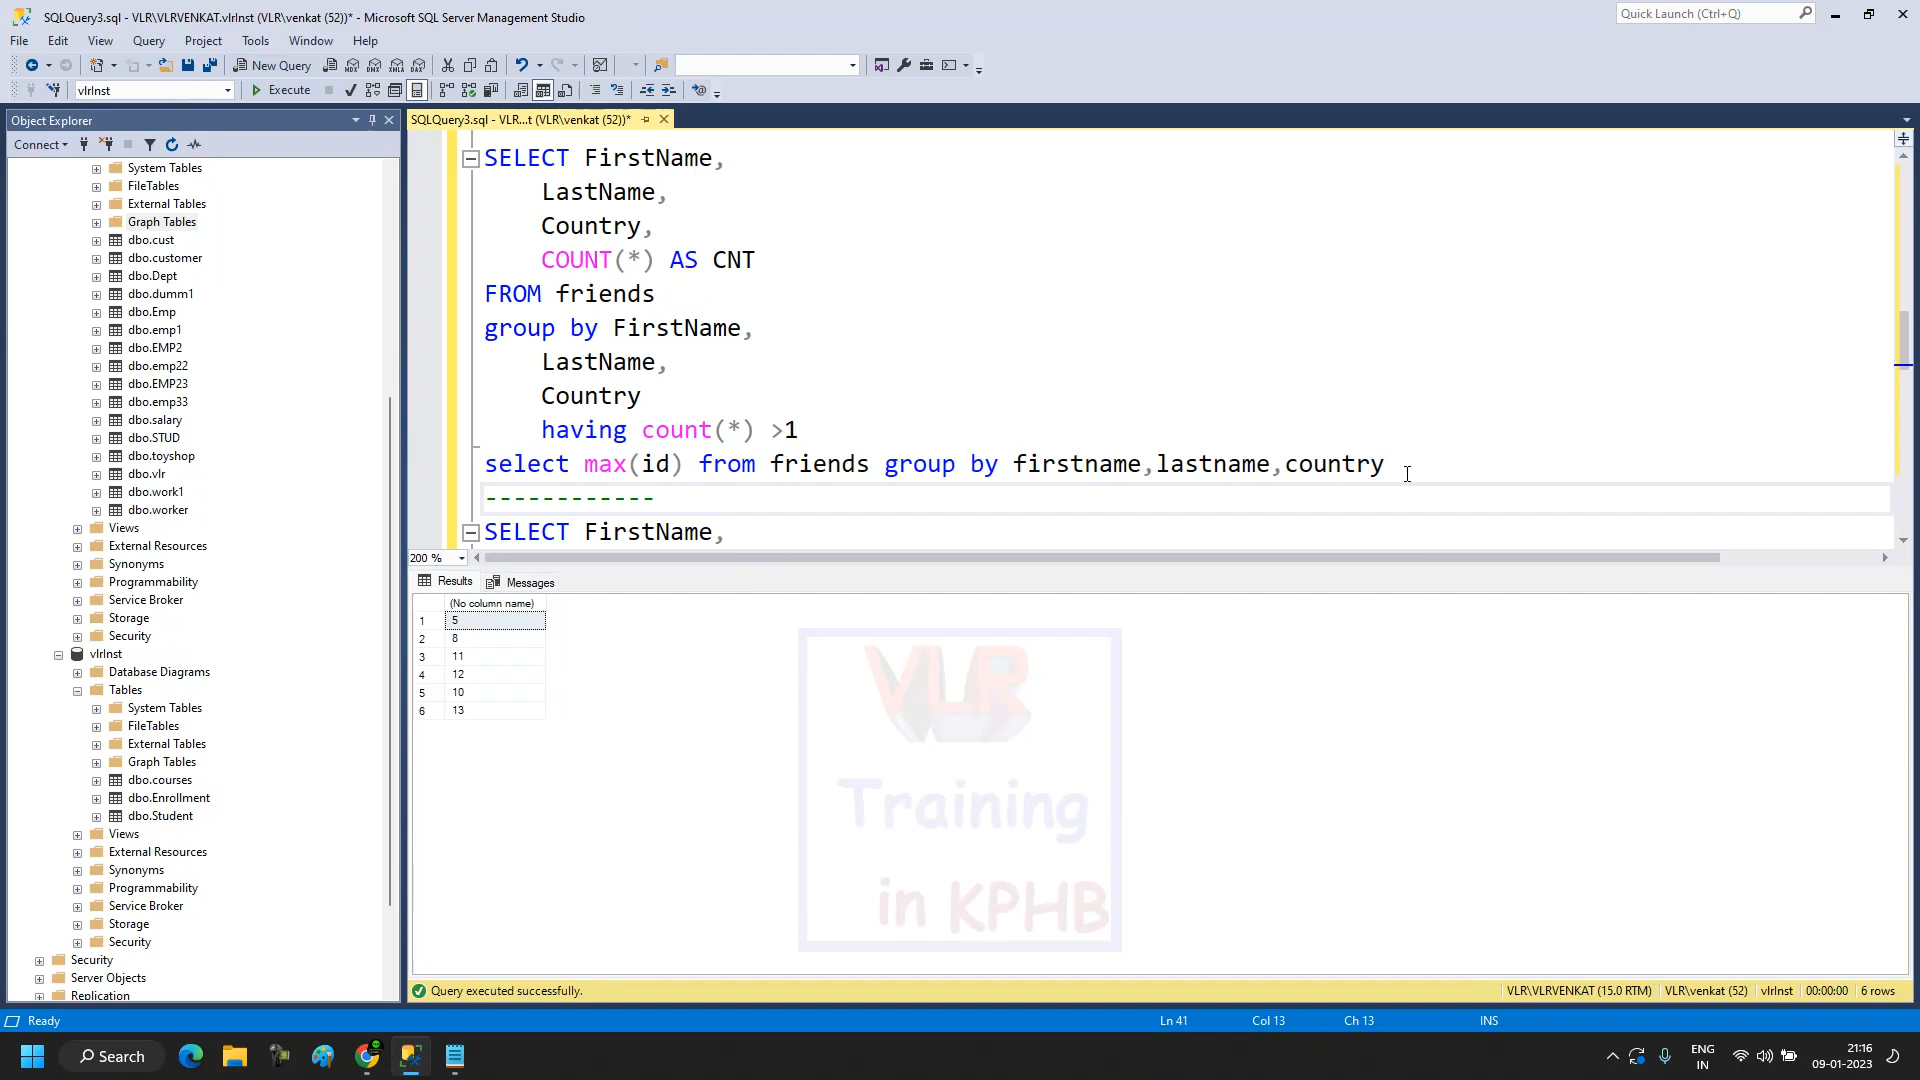 SQLQuery3.sql - VLR\VLRVENKAT.vlrInst (VLR\venkat (52))* - Microsoft SQL Server Management Studio
Quick Launch (Ctrl+Q)
File Edit View Query Project Tools Window Help
New Query
vlrInst
Execute
Object Explorer
SQLQuery3.sql - VLR...t (VLR\venkat (52))*
Connect
System Tables
FileTables
External Tables
Graph Tables
dbo.cust
dbo.customer
dbo.Dept
dbo.dumm1
dbo.Emp
dbo.emp1
dbo.EMP2
dbo.emp22
dbo.EMP23
dbo.emp33
dbo.salary
dbo.STUD
dbo.toyshop
dbo.vlr
dbo.work1
dbo.worker
Views
External Resources
Synonyms
Programmability
Service Broker
Storage
Security
vlrInst
Database Diagrams
Tables
System Tables
FileTables
External Tables
Graph Tables
dbo.courses
dbo.Enrollment
dbo.Student
Views
External Resources
Synonyms
Programmability
Service Broker
Storage
Security
Security
Server Objects
Replication
SELECT FirstName,
LastName,
Country,
COUNT(*) AS CNT
FROM friends
group by FirstName,
LastName,
Country
having count(*) >1
select max(id) from friends group by firstname,lastname,country
------------
SELECT FirstName,
200 %
Results Messages
(No column name)
1 5
2 8
3 11
4 12
5 10
6 13
VLR
Training
in KPHB
Query executed successfully.
VLR\VLRVENKAT (15.0 RTM) VLR\venkat (52) vlrInst 00:00:00 6 rows
Ready
Ln 41 Col 13 Ch 13 INS
Search
ENG
IN
21:16
09-01-2023